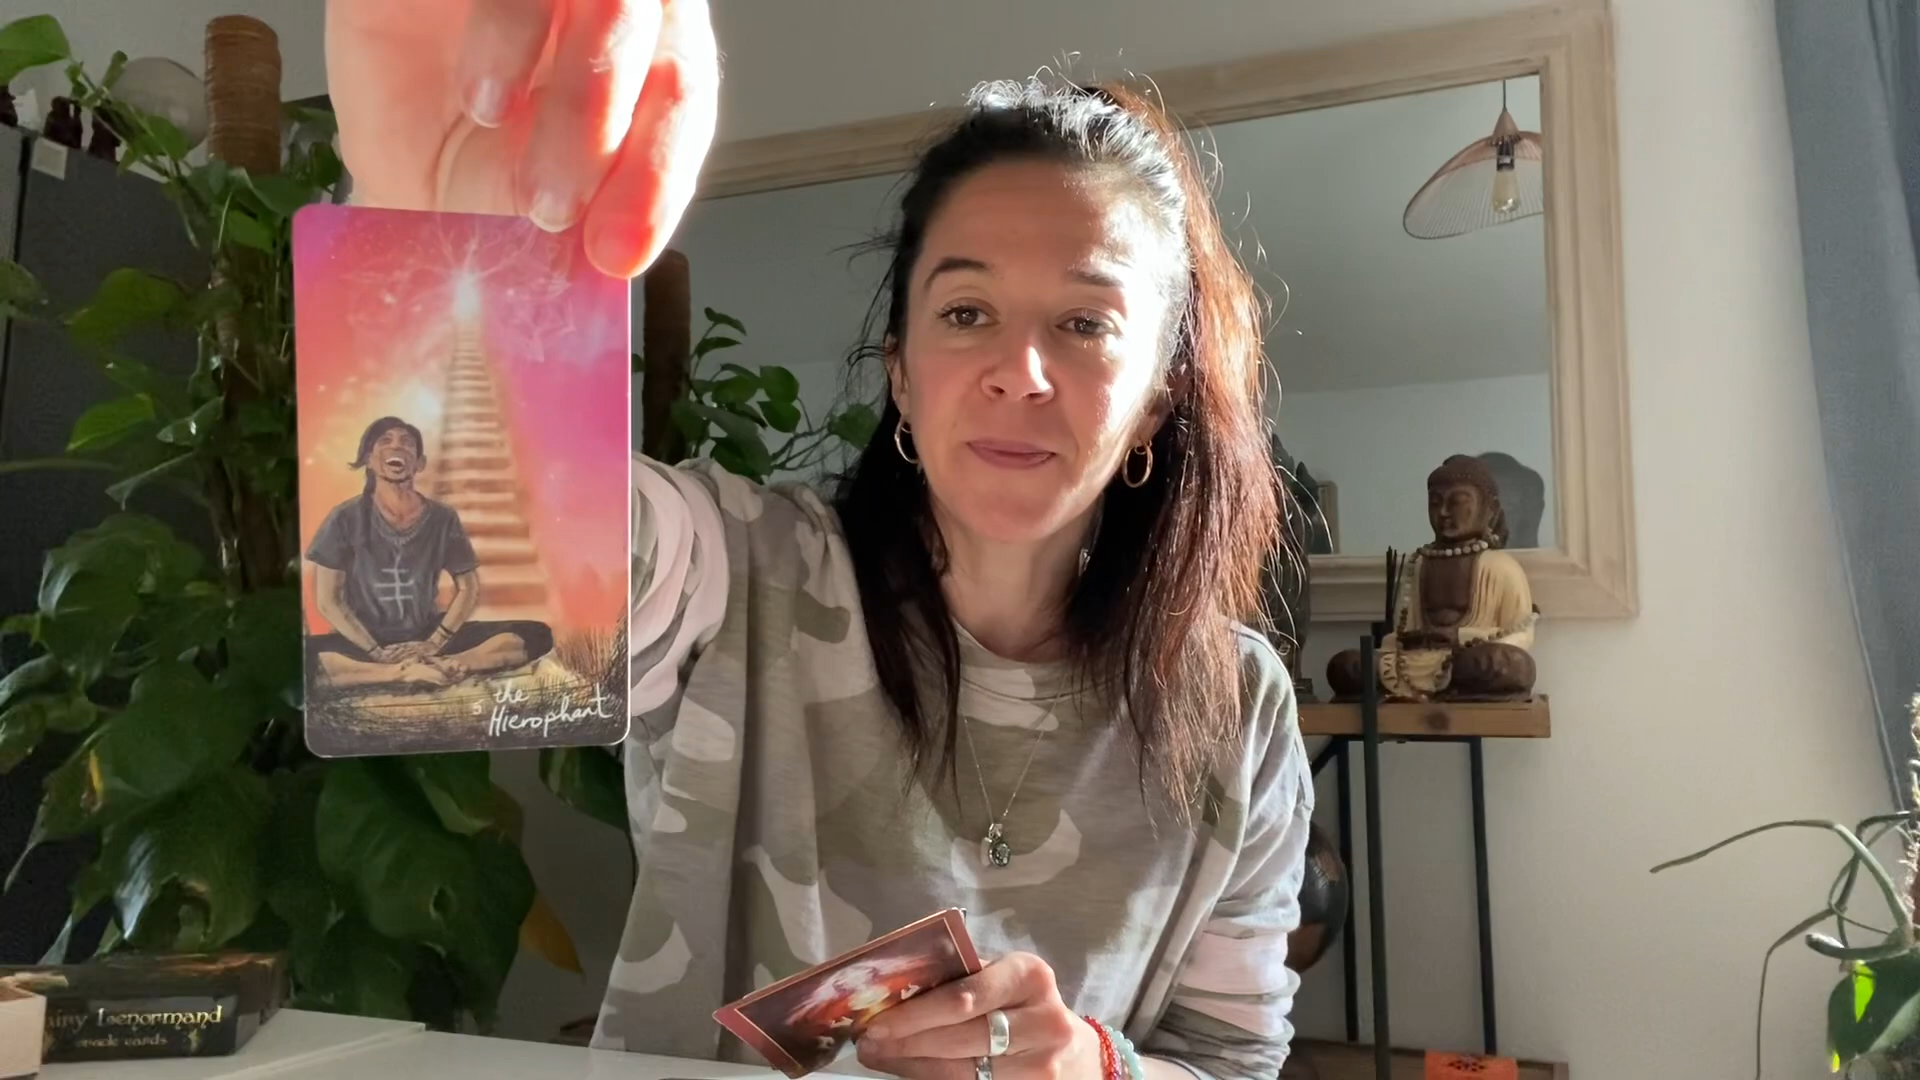 5 the
Hierophant
Lenormand
oracle cards